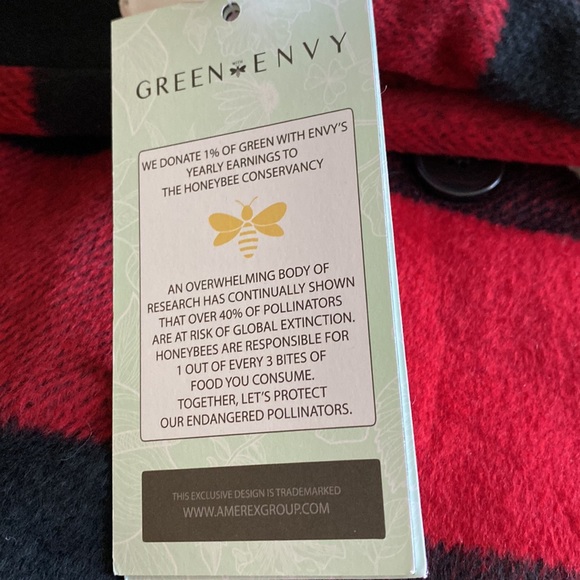 GREEN WITH ENVY
WE DONATE 1% OF GREEN WITH ENVY'S
YEARLY EARNINGS TO
THE HONEYBEE CONSERVANCY
AN OVERWHELMING BODY OF
RESEARCH HAS CONTINUALLY SHOWN
THAT OVER 40% OF POLLINATORS
ARE AT RISK OF GLOBAL EXTINCTION.
HONEYBEES ARE RESPONSIBLE FOR
1 OUT OF EVERY 3 BITES OF
FOOD YOU CONSUME.
TOGETHER, LET'S PROTECT
OUR ENDANGERED POLLINATORS.
THIS EXCLUSIVE DESIGN IS TRADEMARKED
WWW.AMEREXGROUP.COM